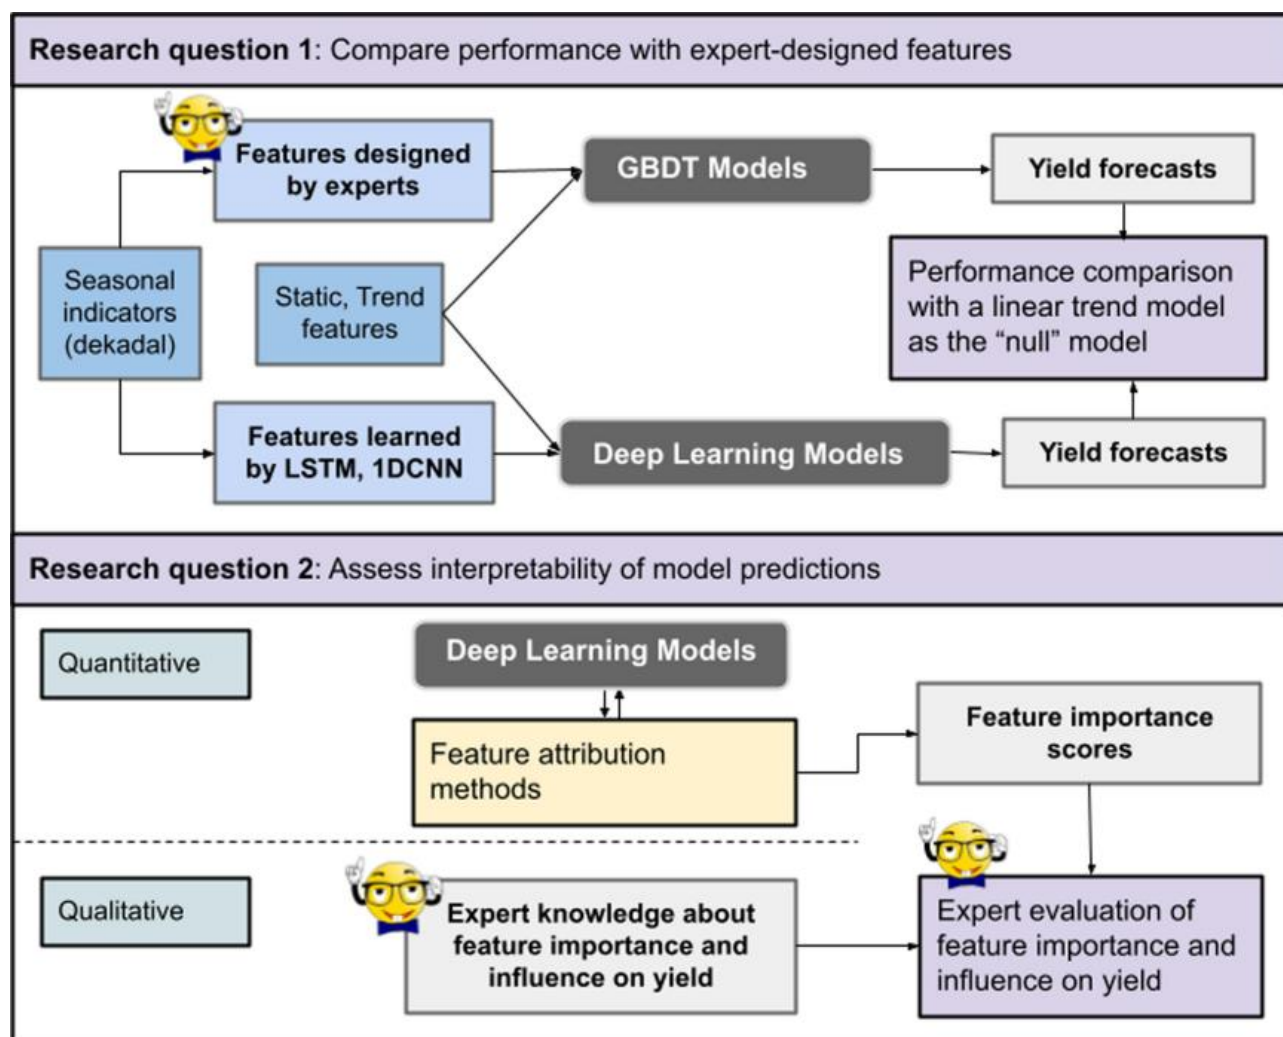 Research question 1: Compare performance with expert-designed features
Features designed
by experts
GBDT Models
Yield forecasts
Seasonal
indicators
(dekadal)
Static, Trend
features
Performance comparison
with a linear trend model
as the “null” model
Features learned
by LSTM, 1DCNN
Deep Learning Models
Yield forecasts
Research question 2: Assess interpretability of model predictions
Quantitative
Deep Learning Models
Feature attribution
methods
Feature importance
scores
Qualitative
Expert knowledge about
feature importance and
influence on yield
Expert evaluation of
feature importance and
influence on yield